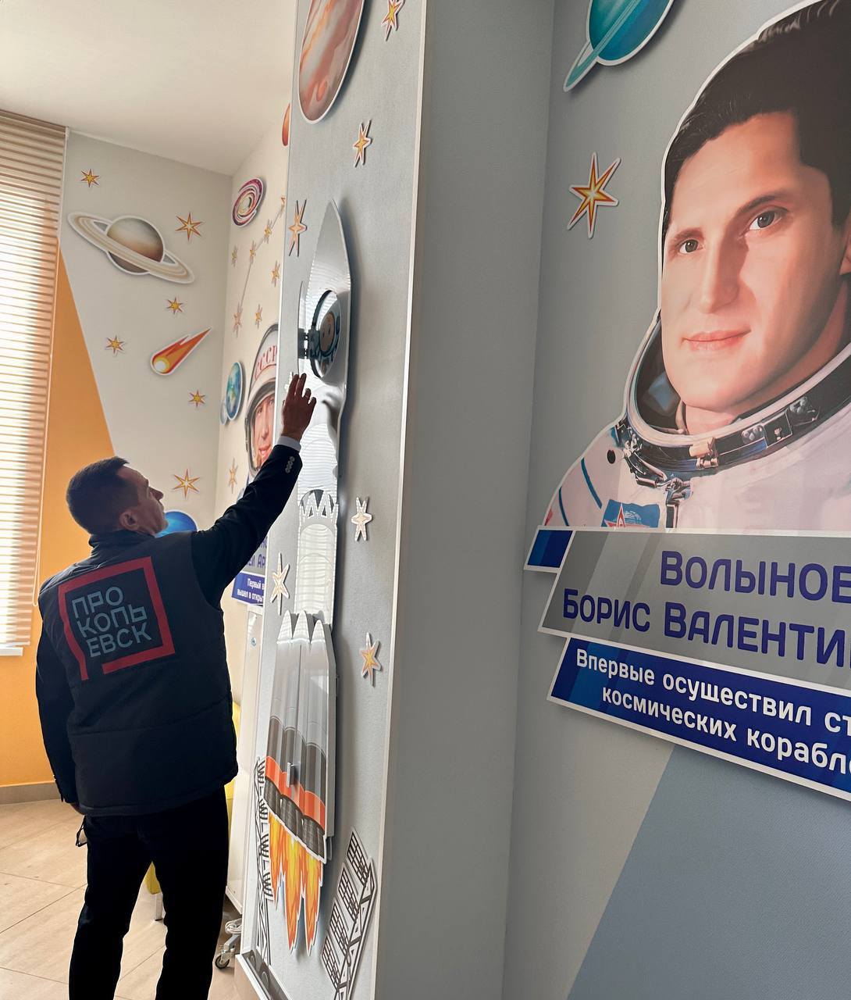 СССР
ПРО
КОПЬ
ЕВСК
Первый
вышел в откры
ВОЛЫНОВ
БОРИС ВАЛЕНТИ
Впервые осуществил ст
космических корабл